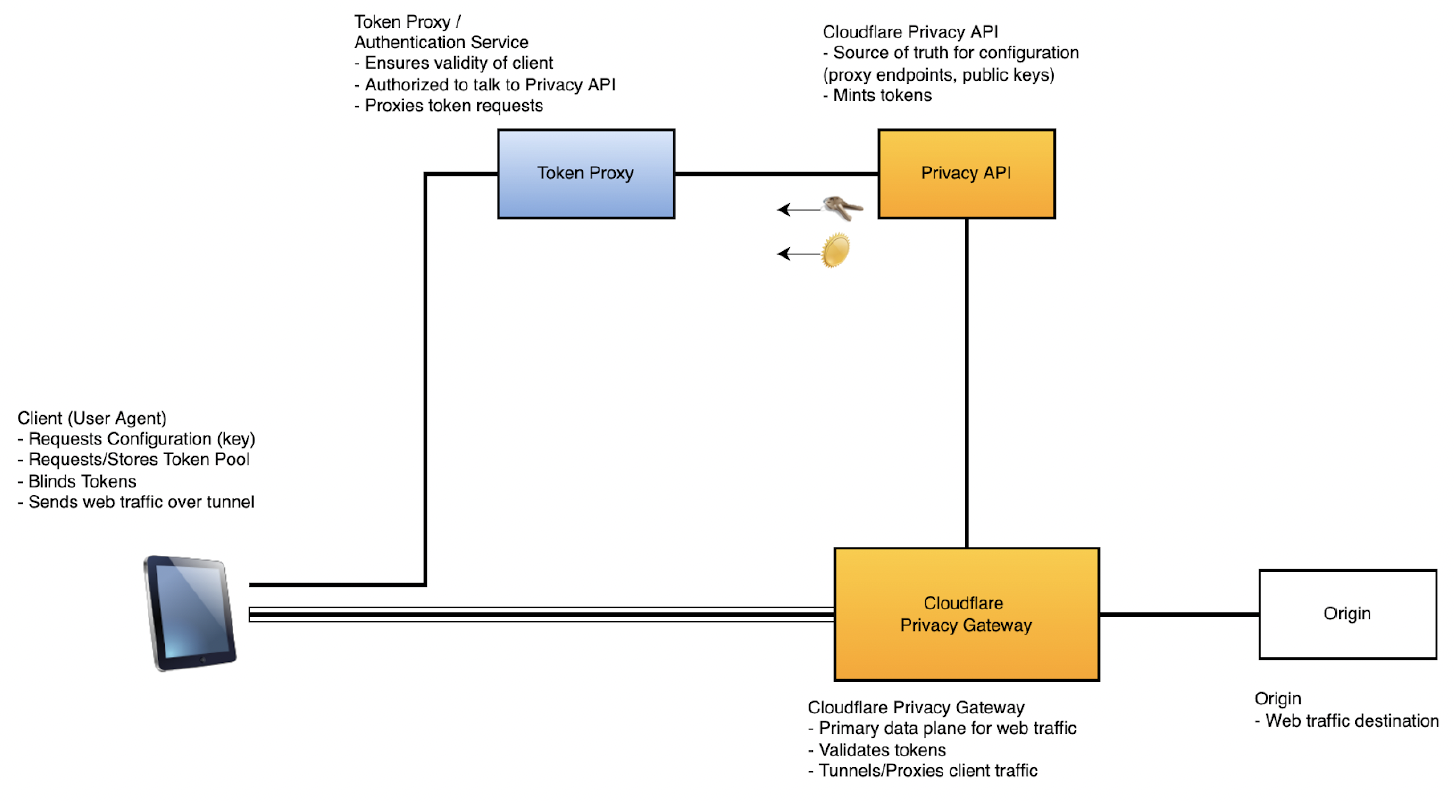 Token Proxy /
Authentication Service
- Ensures validity of client
- Authorized to talk to Privacy API
- Proxies token requests
Cloudflare Privacy API
- Source of truth for configuration
(proxy endpoints, public keys)
- Mints tokens
Token Proxy
Privacy API
Client (User Agent)
- Requests Configuration (key)
- Requests/Stores Token Pool
- Blinds Tokens
- Sends web traffic over tunnel
Cloudflare
Privacy Gateway
Origin
Cloudflare Privacy Gateway
- Primary data plane for web traffic
- Validates tokens
- Tunnels/Proxies client traffic
Origin
- Web traffic destination